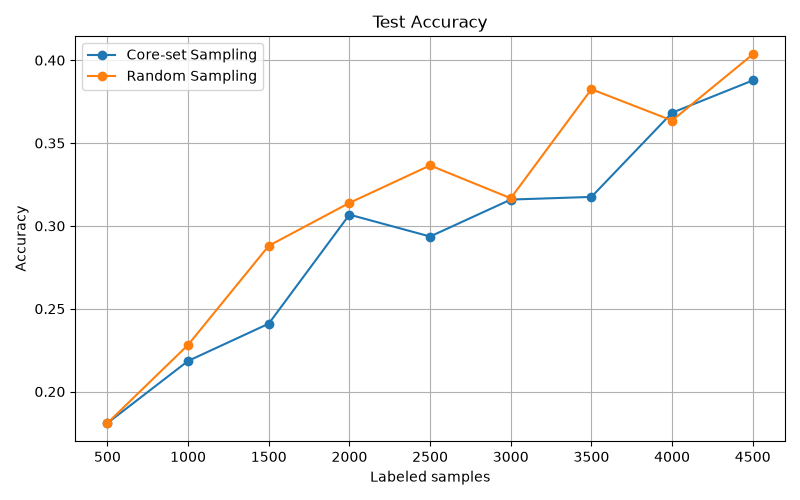 Test Accuracy
Core-set Sampling
Random Sampling
Accuracy
0.40
0.35
0.30
0.25
0.20
500 1000 1500 2000 2500 3000 3500 4000 4500
Labeled samples